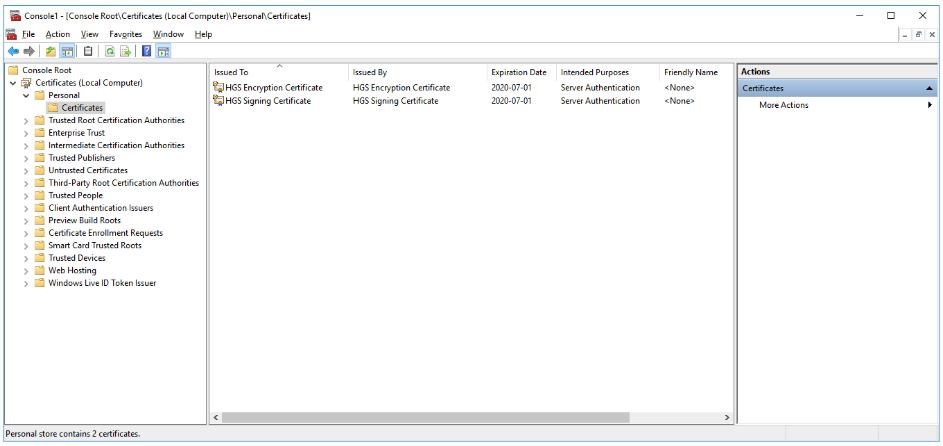 Console1 - [Console Root\Certificates (Local Computer)\Personal\Certificates]
File Action View Favorites Window Help
Console Root
Certificates (Local Computer)
Personal
Certificates
Trusted Root Certification Authorities
Enterprise Trust
Intermediate Certification Authorities
Trusted Publishers
Untrusted Certificates
Third-Party Root Certification Authorities
Trusted People
Client Authentication Issuers
Preview Build Roots
Certificate Enrollment Requests
Smart Card Trusted Roots
Trusted Devices
Web Hosting
Windows Live ID Token Issuer
Issued To Issued By Expiration Date Intended Purposes Friendly Name
HGS Encryption Certificate HGS Encryption Certificate 2020-07-01 Server Authentication <None>
HGS Signing Certificate HGS Signing Certificate 2020-07-01 Server Authentication <None>
Actions
Certificates
More Actions
Personal store contains 2 certificates.